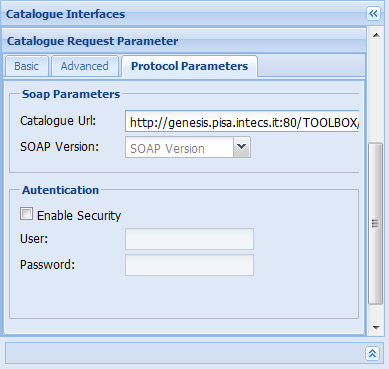 Catalogue Interfaces
Catalogue Request Parameter
Basic Advanced Protocol Parameters
Soap Parameters
Catalogue Url: http://genesis.pisa.intecs.it:80/TOOLBOX/
SOAP Version: SOAP Version
Autentication
Enable Security
User:
Password: